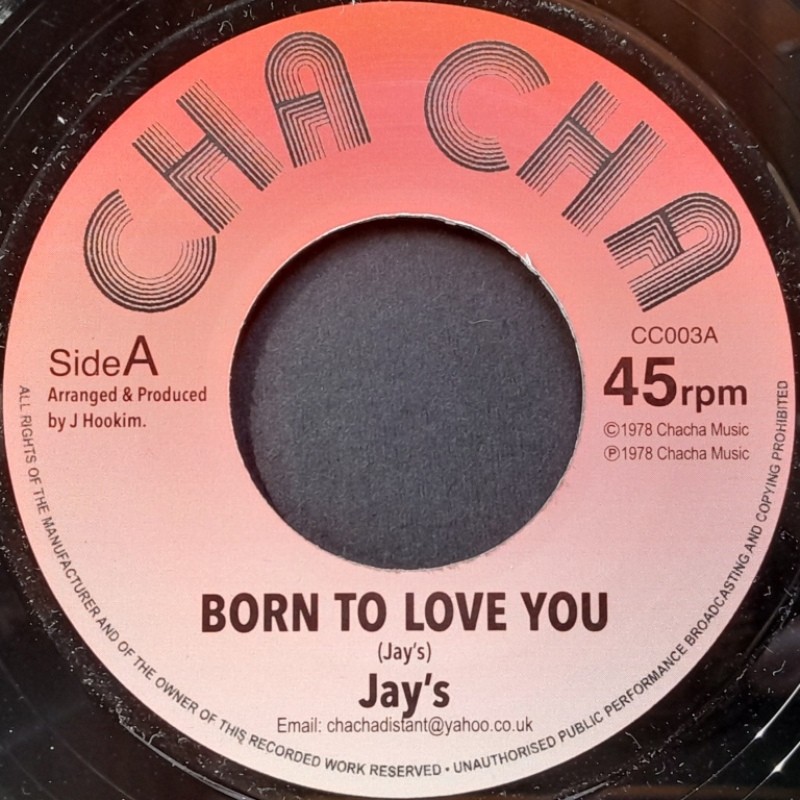 CHA CHA
Side A
Arranged & Produced
by J Hookim.
CC003A
45rpm
©1978 Chacha Music
℗1978 Chacha Music
BORN TO LOVE YOU
(Jay's)
Jay's
Email: chachadistant@yahoo.co.uk
ALL RIGHTS OF THE MANUFACTURER AND OF THE OWNER OF THIS RECORDED WORK RESERVED • UNAUTHORISED PUBLIC PERFORMANCE BROADCASTING AND COPYING PROHIBITED